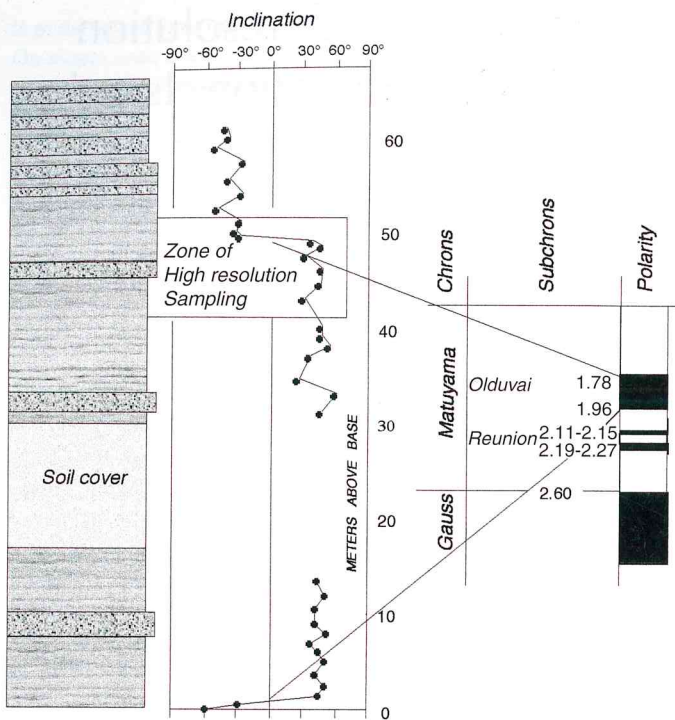 Inclination
-90° -60° -30° 0° 30° 60° 90°
60
50
Zone of
High resolution
Sampling
40
30
Soil cover
METERS ABOVE BASE
20
10
0
Chrons
Subchrons
Polarity
Matuyama
Olduvai
1.78
1.96
Reunion
2.11-2.15
2.19-2.27
Gauss
2.60